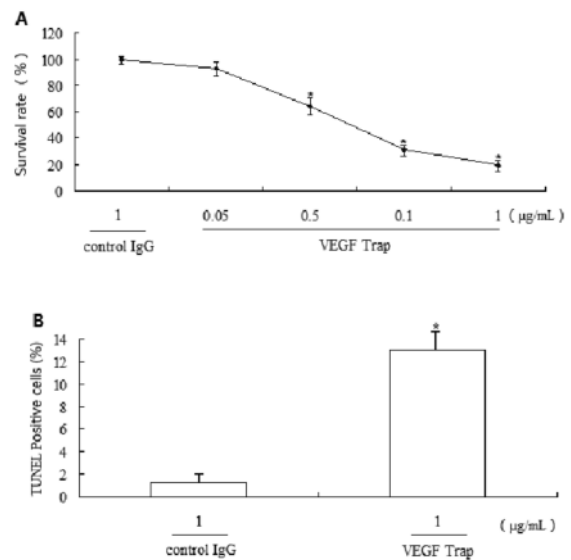 A
Survival rate ( % )
120
100
80
60
40
20
0
*
*
*
1
0.05
0.5
0.1
1
( μg/mL)
control IgG
VEGF Trap
B
TUNEL Positive cells (%)
14
12
10
8
6
4
2
0
*
1
1
(μg/mL)
control IgG
VEGF Trap